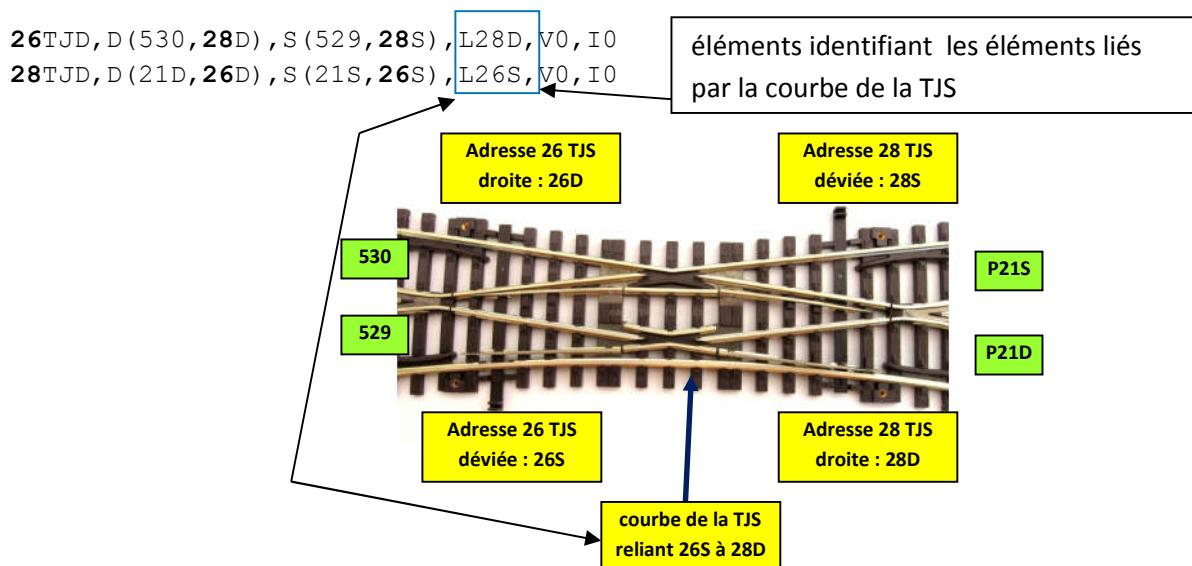 26TJD,D(530,28D),S(529,28S),L28D,V0,I0
28TJD,D(21D,26D),S(21S,26S),L26S,V0,I0
éléments identifiant les éléments liés
par la courbe de la TJS
Adresse 26 TJS
droite : 26D
Adresse 28 TJS
déviée : 28S
530
P21S
529
P21D
Adresse 26 TJS
déviée : 26S
Adresse 28 TJS
droite : 28D
courbe de la TJS
reliant 26S à 28D